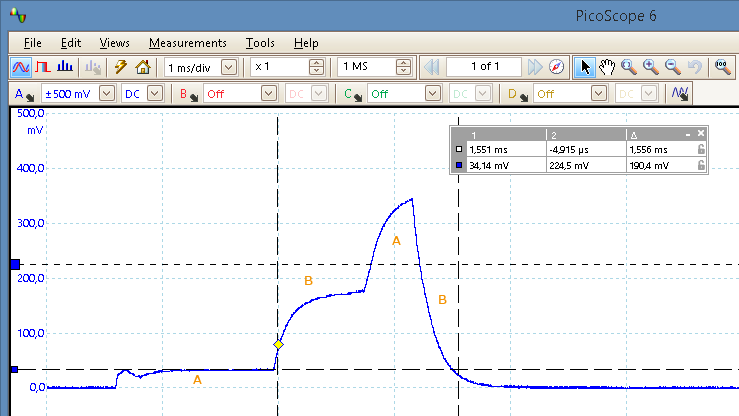 PicoScope 6
File Edit Views Measurements Tools Help
1 ms/div x 1 1 MS 1 of 1
A ±500 mV DC B Off DC C Off DC D Off DC
500,0
mV
400,0
300,0
200,0
100,0
0,0
1 2 Δ
1,551 ms -4,915 µs 1,556 ms
34,14 mV 224,5 mV 190,4 mV
A
B
B
A